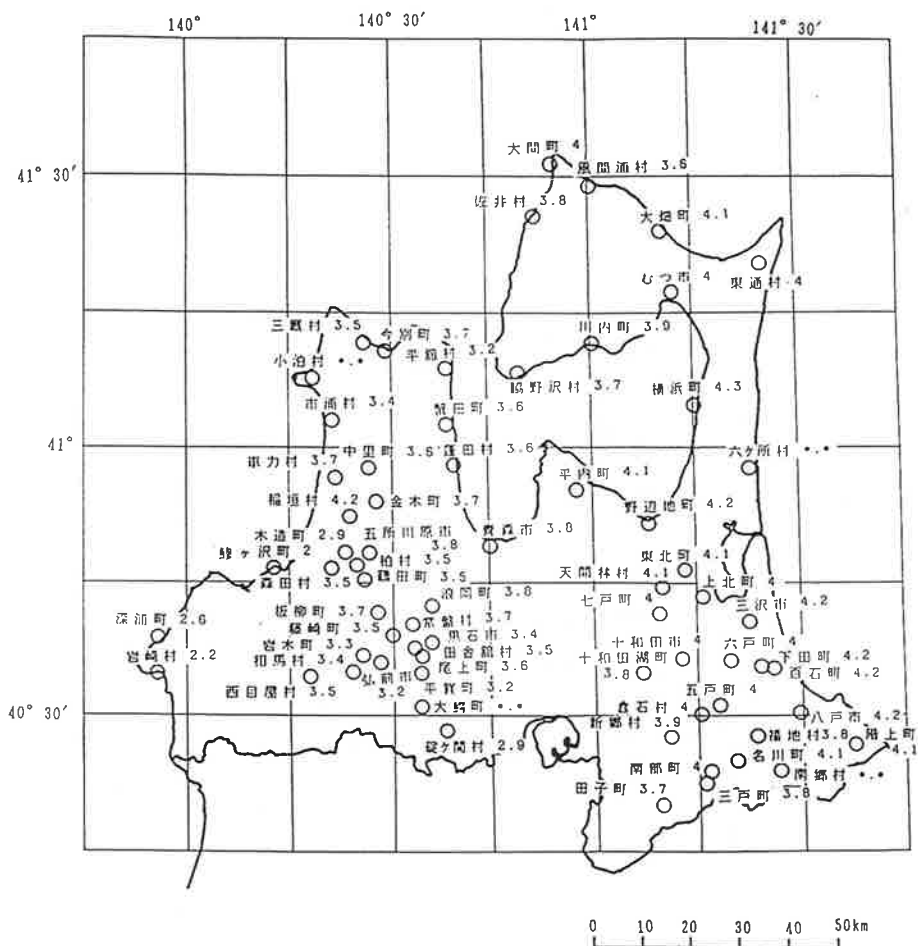 140°
140° 30′
141°
141° 30′
41° 30′
大間町 4
風間浦村 3.6
佐井村 3.8
大畑町 4.1
むつ市 4
東通村 4
三厩村 3.5
今別町 3.7
川内町 3.9
小泊村 ･･
平舘村 3.2
脇野沢村 3.7
横浜町 4.3
市浦村 3.4
蟹田町 3.6
41°
中里町 3.6
蓬田村 3.6
六ケ所村 ･･
車力村 3.7
平内町 4.1
稲垣村 4.2
金木町 3.7
野辺地町 4.2
木造町 2.9
五所川原市 3.8
青森市 3.8
鰺ヶ沢町 2
柏村 3.5
東北町 4.1
森田村 3.5
鶴田町 3.5
天間林村 4.1
上北町 4
浪岡町 3.8
板柳町 3.7
常盤村 3.7
七戸町 4
三沢市 4.2
深浦町 2.6
藤崎町 3.5
黒石市 3.4
十和田市 4
六戸町 4
岩木町 3.3
田舎館村 3.5
十和田湖町 3.8
下田町 4.2
岩崎村 2.2
相馬村 3.4
尾上町 3.6
百石町 4.2
西目屋村 3.5
弘前市 3.2
平賀町 3.2
五戸町 4
大鰐町 ･･
倉石村 4
40° 30′
八戸市 4.2
新郷村 3.9
福地村 3.8
階上町 4.1
碇ヶ関村 2.9
名川町 4.1
南部町 4
南郷村 ･･
田子町 3.7
三戸町 3.8
0 10 20 30 40 50km